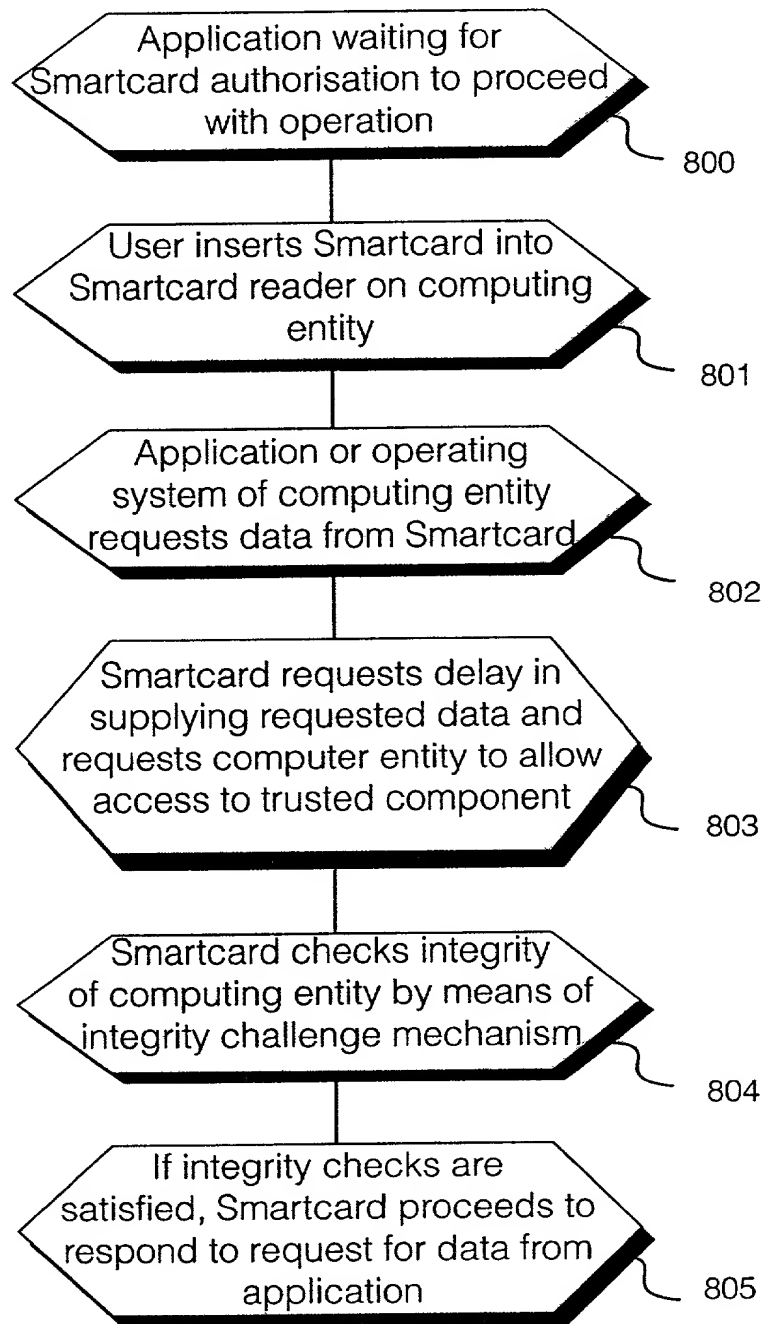 Application waiting for
Smartcard authorisation to proceed
with operation
800
User inserts Smartcard into
Smartcard reader on computing
entity
801
Application or operating
system of computing entity
requests data from Smartcard
802
Smartcard requests delay in
supplying requested data and
requests computer entity to allow
access to trusted component
803
Smartcard checks integrity
of computing entity by means of
integrity challenge mechanism
804
If integrity checks are
satisfied, Smartcard proceeds to
respond to request for data from
application
805